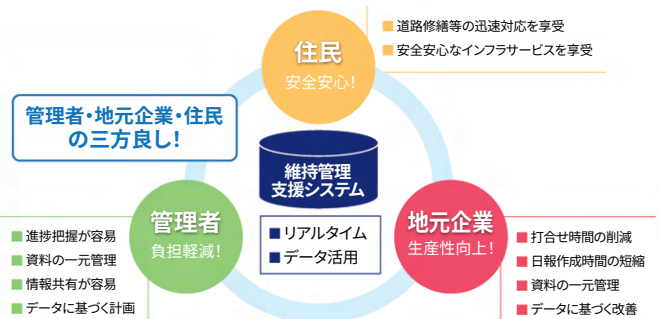 住民
安全安心!
■ 道路修繕等の迅速対応を享受
■ 安全安心なインフラサービスを享受
管理者・地元企業・住民
の三方良し!
維持管理
支援システム
■ リアルタイム
■ データ活用
管理者
負担軽減!
■ 進捗把握が容易
■ 資料の一元管理
■ 情報共有が容易
■ データに基づく計画
地元企業
生産性向上!
■ 打合せ時間の削減
■ 日報作成時間の短縮
■ 資料の一元管理
■ データに基づく改善